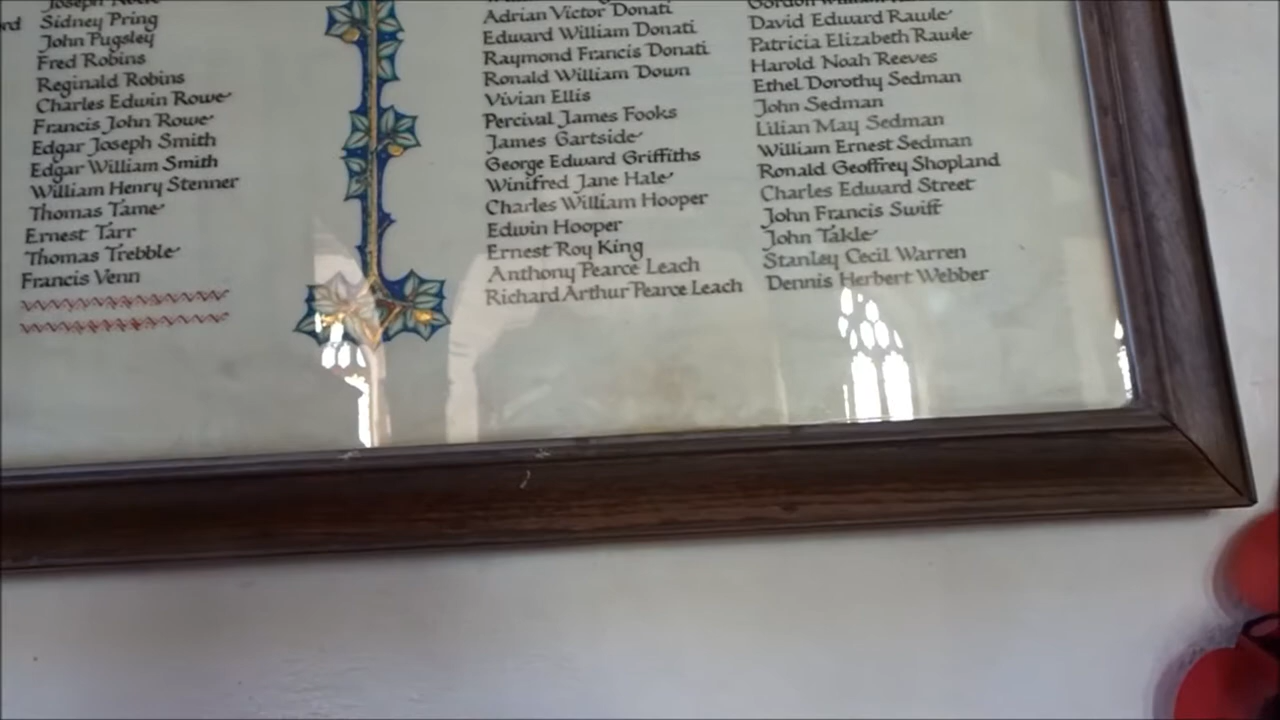 Joseph
ord
Sidney Pring
John Pugsley
Fred Robins
Reginald Robins
Charles Edwin Rowe
Francis John Rowe
Edgar Joseph Smith
Edgar William Smith
William Henry Stenner
Thomas Tame
Ernest Tarr
Thomas Trebble
Francis Venn
Adrian Victor Donati
Edward William Donati
Raymond Francis Donati
Ronald William Down
Vivian Ellis
Percival James Fooks
James Gartside
George Edward Griffiths
Winifred Jane Hale
Charles William Hooper
Edwin Hooper
Ernest Roy King
Anthony Pearce Leach
Richard Arthur Pearce Leach
Gordon William
David Edward Rawle
Patricia Elizabeth Rawle
Harold Noah Reeves
Ethel Dorothy Sedman
John Sedman
Lilian May Sedman
William Ernest Sedman
Ronald Geoffrey Shopland
Charles Edward Street
John Francis Swift
John Takle
Stanley Cecil Warren
Dennis Herbert Webber